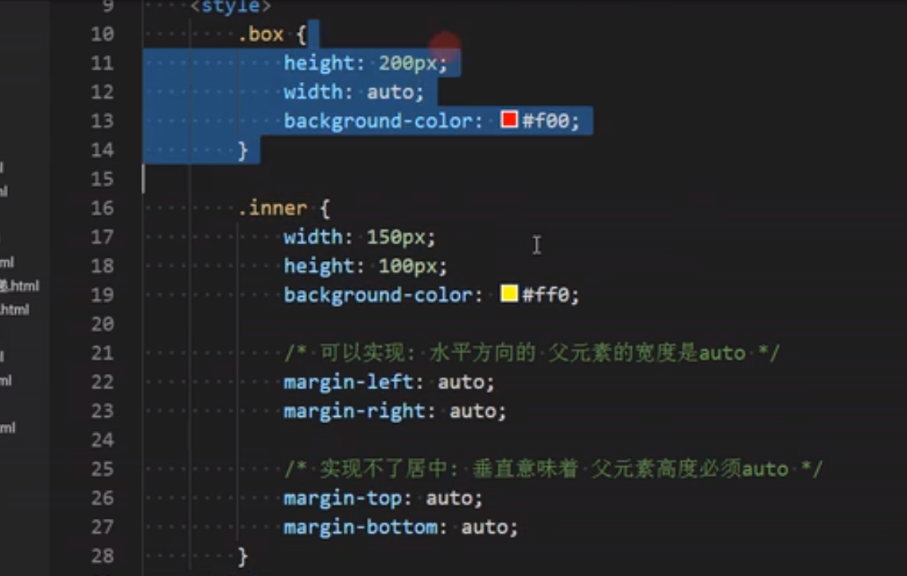 9 <style>
10 .box {
11 height: 200px;
12 width: auto;
13 background-color: #f00;
14 }
15
16 .inner {
17 width: 150px;
18 height: 100px;
19 background-color: #ff0;
20
21 /* 可以实现: 水平方向的 父元素的宽度是auto */
22 margin-left: auto;
23 margin-right: auto;
24
25 /* 实现不了居中: 垂直意味着 父元素高度必须auto */
26 margin-top: auto;
27 margin-bottom: auto;
28 }
ml
.html
.html
ml
ml